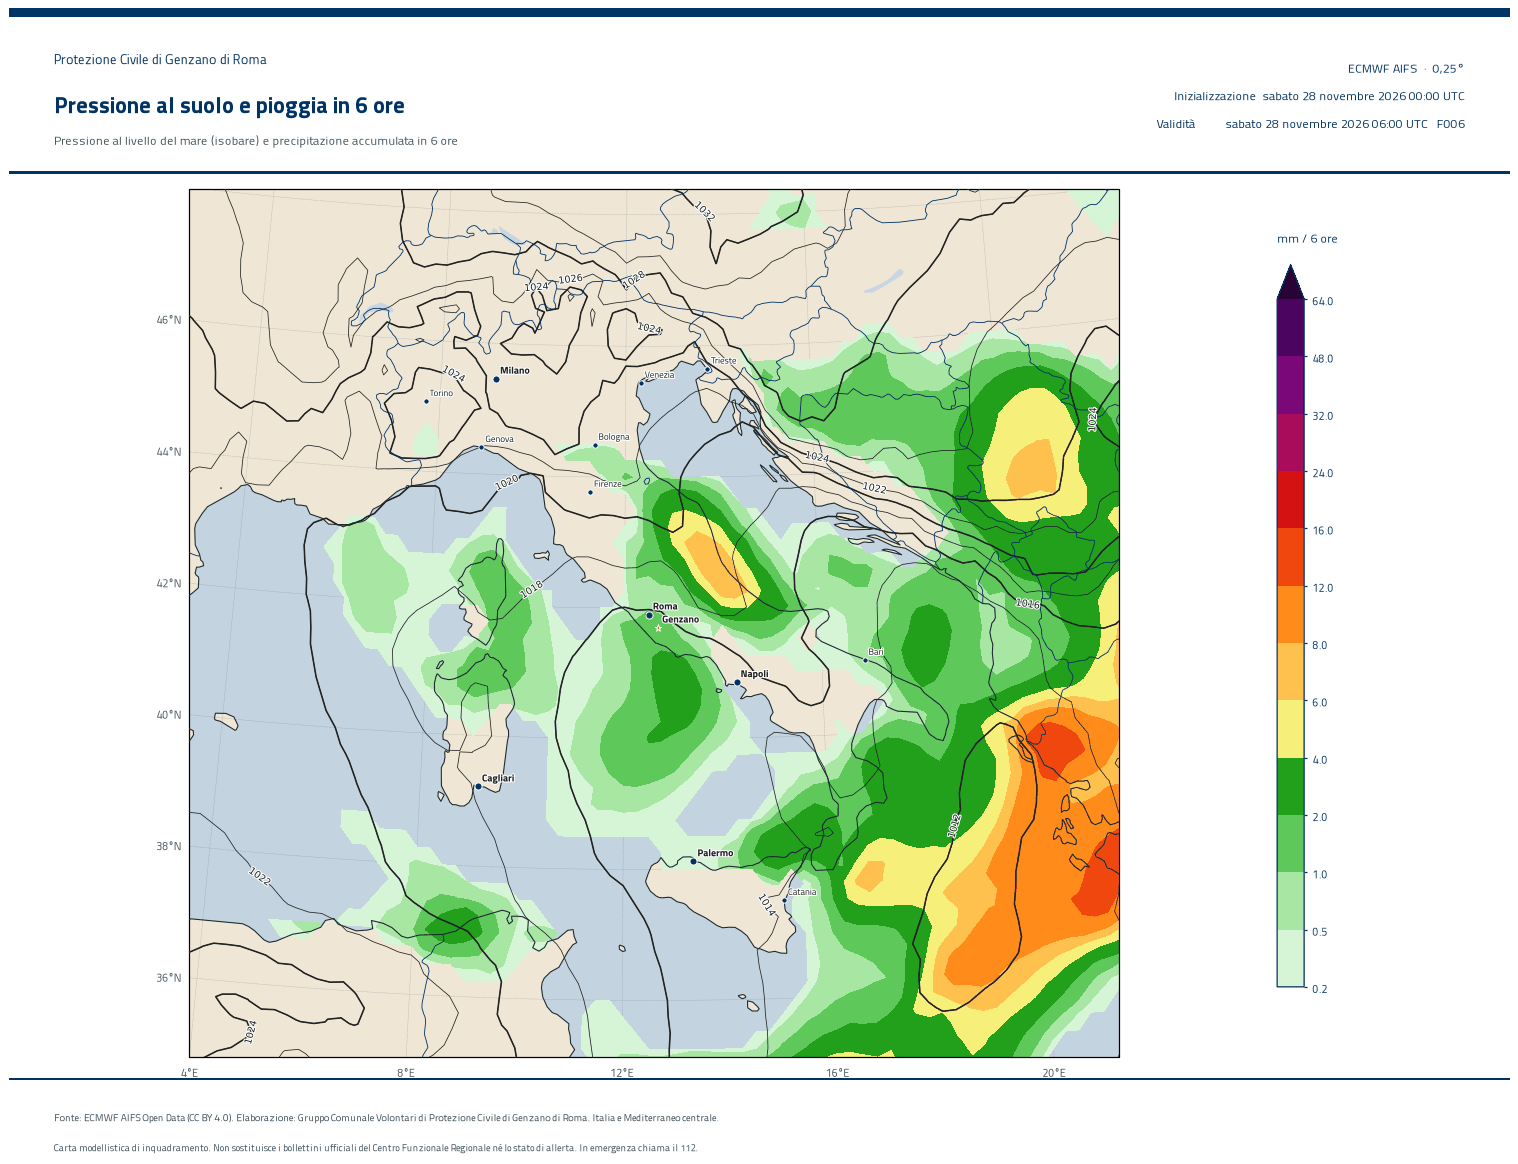 Protezione Civile di Genzano di Roma
Pressione al suolo e pioggia in 6 ore
Pressione al livello del mare (isobare) e precipitazione accumulata in 6 ore
ECMWF AIFS · 0,25°
Inizializzazione sabato 28 novembre 2026 00:00 UTC
Validità sabato 28 novembre 2026 06:00 UTC F006
mm / 6 ore
64.0
48.0
32.0
24.0
16.0
12.0
8.0
6.0
4.0
2.0
1.0
0.5
0.2
46°N
44°N
42°N
40°N
38°N
36°N
4°E
8°E
12°E
16°E
20°E
1032
1024
1026
1028
1024
Trieste
Milano
Venezia
1024
Torino
1024
Genova
Bologna
1024
1020
Firenze
1022
1018
Roma
Genzano
1016
Bari
Napoli
Cagliari
1012
Palermo
1022
Catania
1014
1024
Fonte: ECMWF AIFS Open Data (CC BY 4.0). Elaborazione: Gruppo Comunale Volontari di Protezione Civile di Genzano di Roma. Italia e Mediterraneo centrale.
Carta modellistica di inquadramento. Non sostituisce i bollettini ufficiali del Centro Funzionale Regionale né lo stato di allerta. In emergenza chiama il 112.